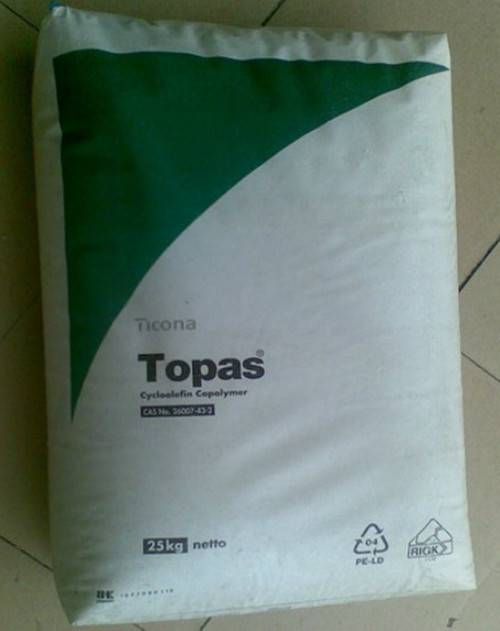 Ticona
Topas®
Cycloolefin Copolymer
CAS No. 26007-43-2
25kg netto
04
PE-LD
RIGK